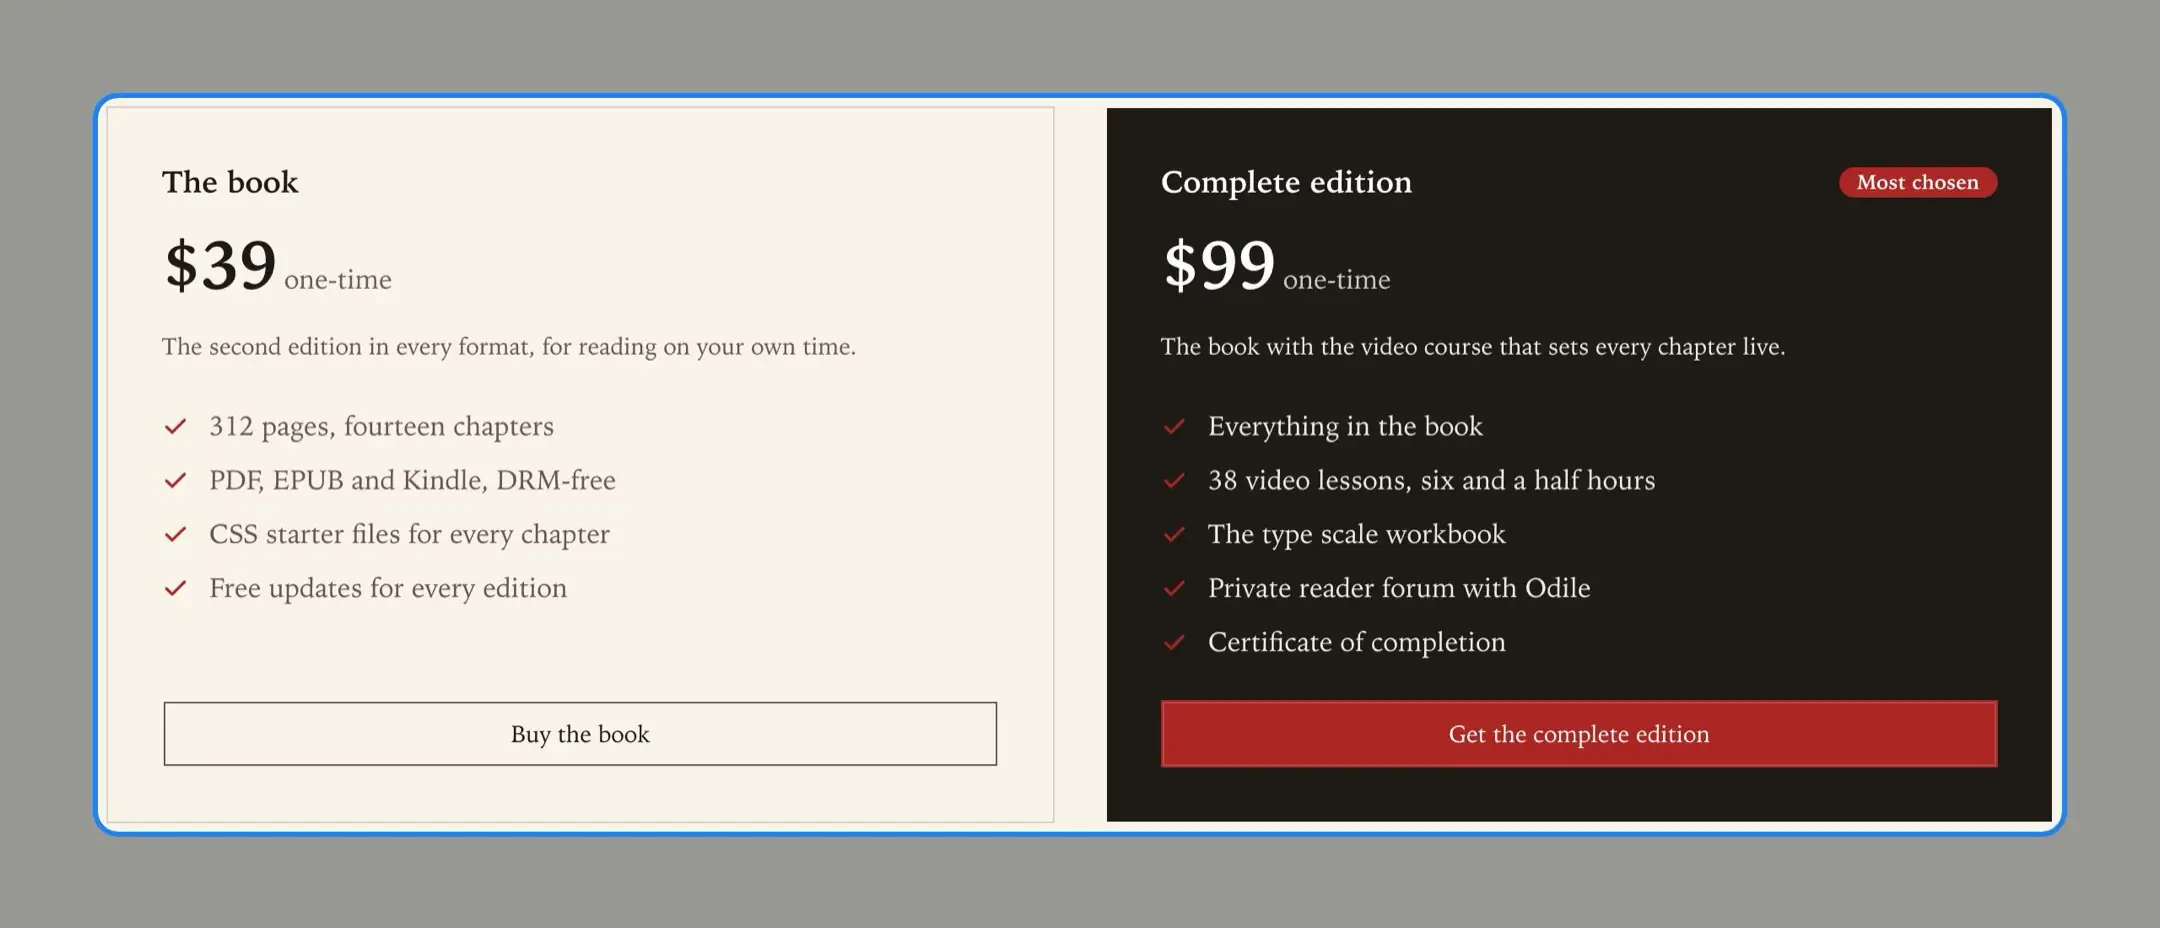 The book
$39 one-time
The second edition in every format, for reading on your own time.
312 pages, fourteen chapters
PDF, EPUB and Kindle, DRM-free
CSS starter files for every chapter
Free updates for every edition
Buy the book
Complete edition
Most chosen
$99 one-time
The book with the video course that sets every chapter live.
Everything in the book
38 video lessons, six and a half hours
The type scale workbook
Private reader forum with Odile
Certificate of completion
Get the complete edition